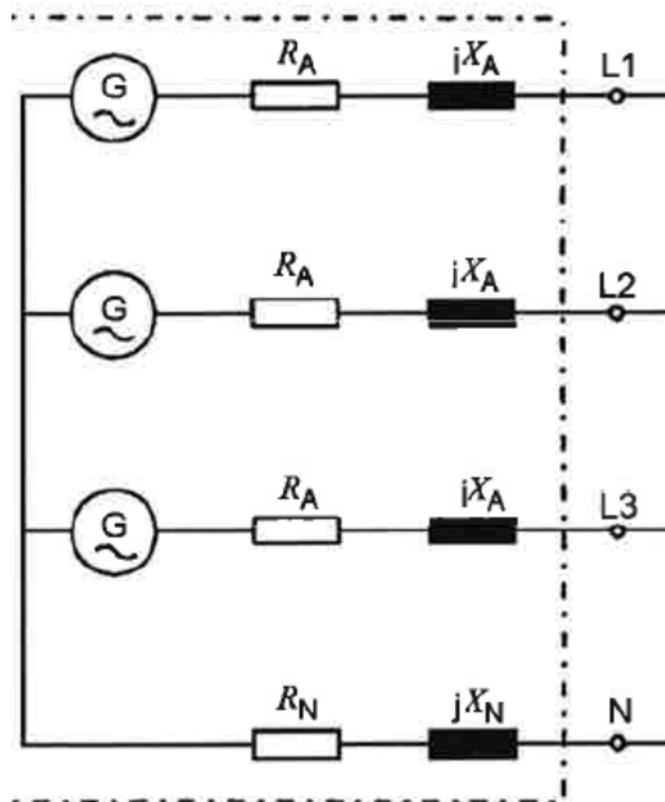 R_A jX_A L1
G
R_A jX_A L2
G
R_A jX_A L3
G
R_N jX_N N